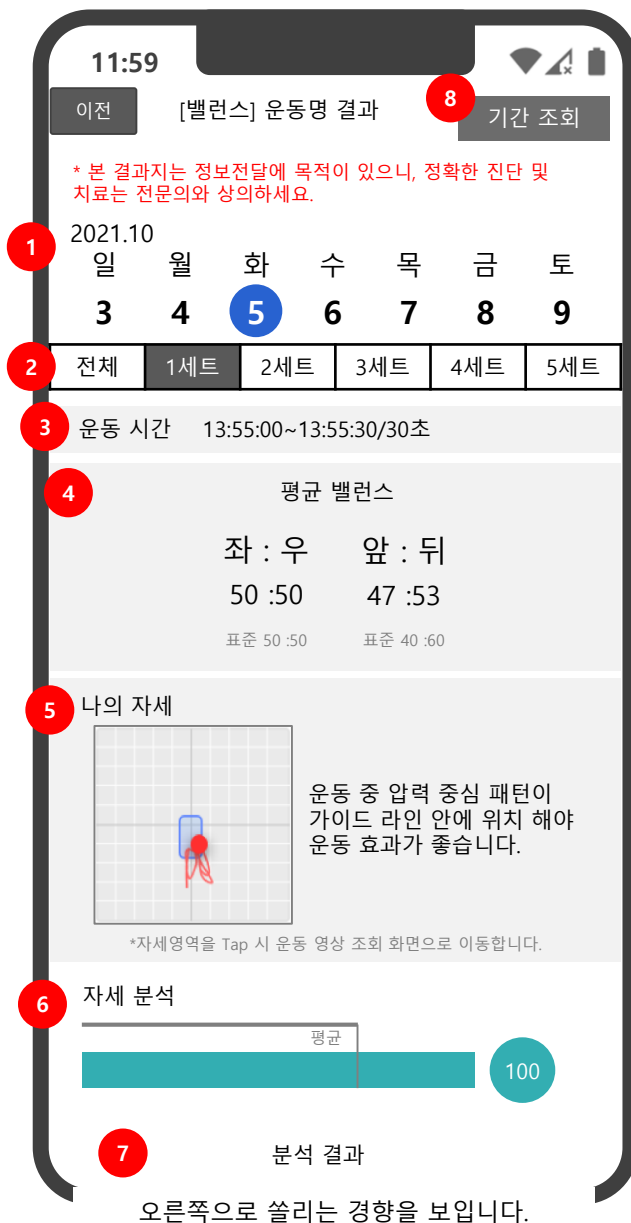 11:59
이전 [밸런스] 운동명 결과 8 기간 조회
* 본 결과지는 정보전달에 목적이 있으니, 정확한 진단 및
치료는 전문의와 상의하세요.
1 2021.10
일 월 화 수 목 금 토
3 4 5 6 7 8 9
2 전체 1세트 2세트 3세트 4세트 5세트
3 운동 시간 13:55:00~13:55:30/30초
4 평균 밸런스
좌 : 우 앞 : 뒤
50 :50 47 :53
표준 50 :50 표준 40 :60
5 나의 자세
운동 중 압력 중심 패턴이
가이드 라인 안에 위치 해야
운동 효과가 좋습니다.
*자세영역을 Tap 시 운동 영상 조회 화면으로 이동합니다.
6 자세 분석
평균
100
7 분석 결과
오른쪽으로 쏠리는 경향을 보입니다.